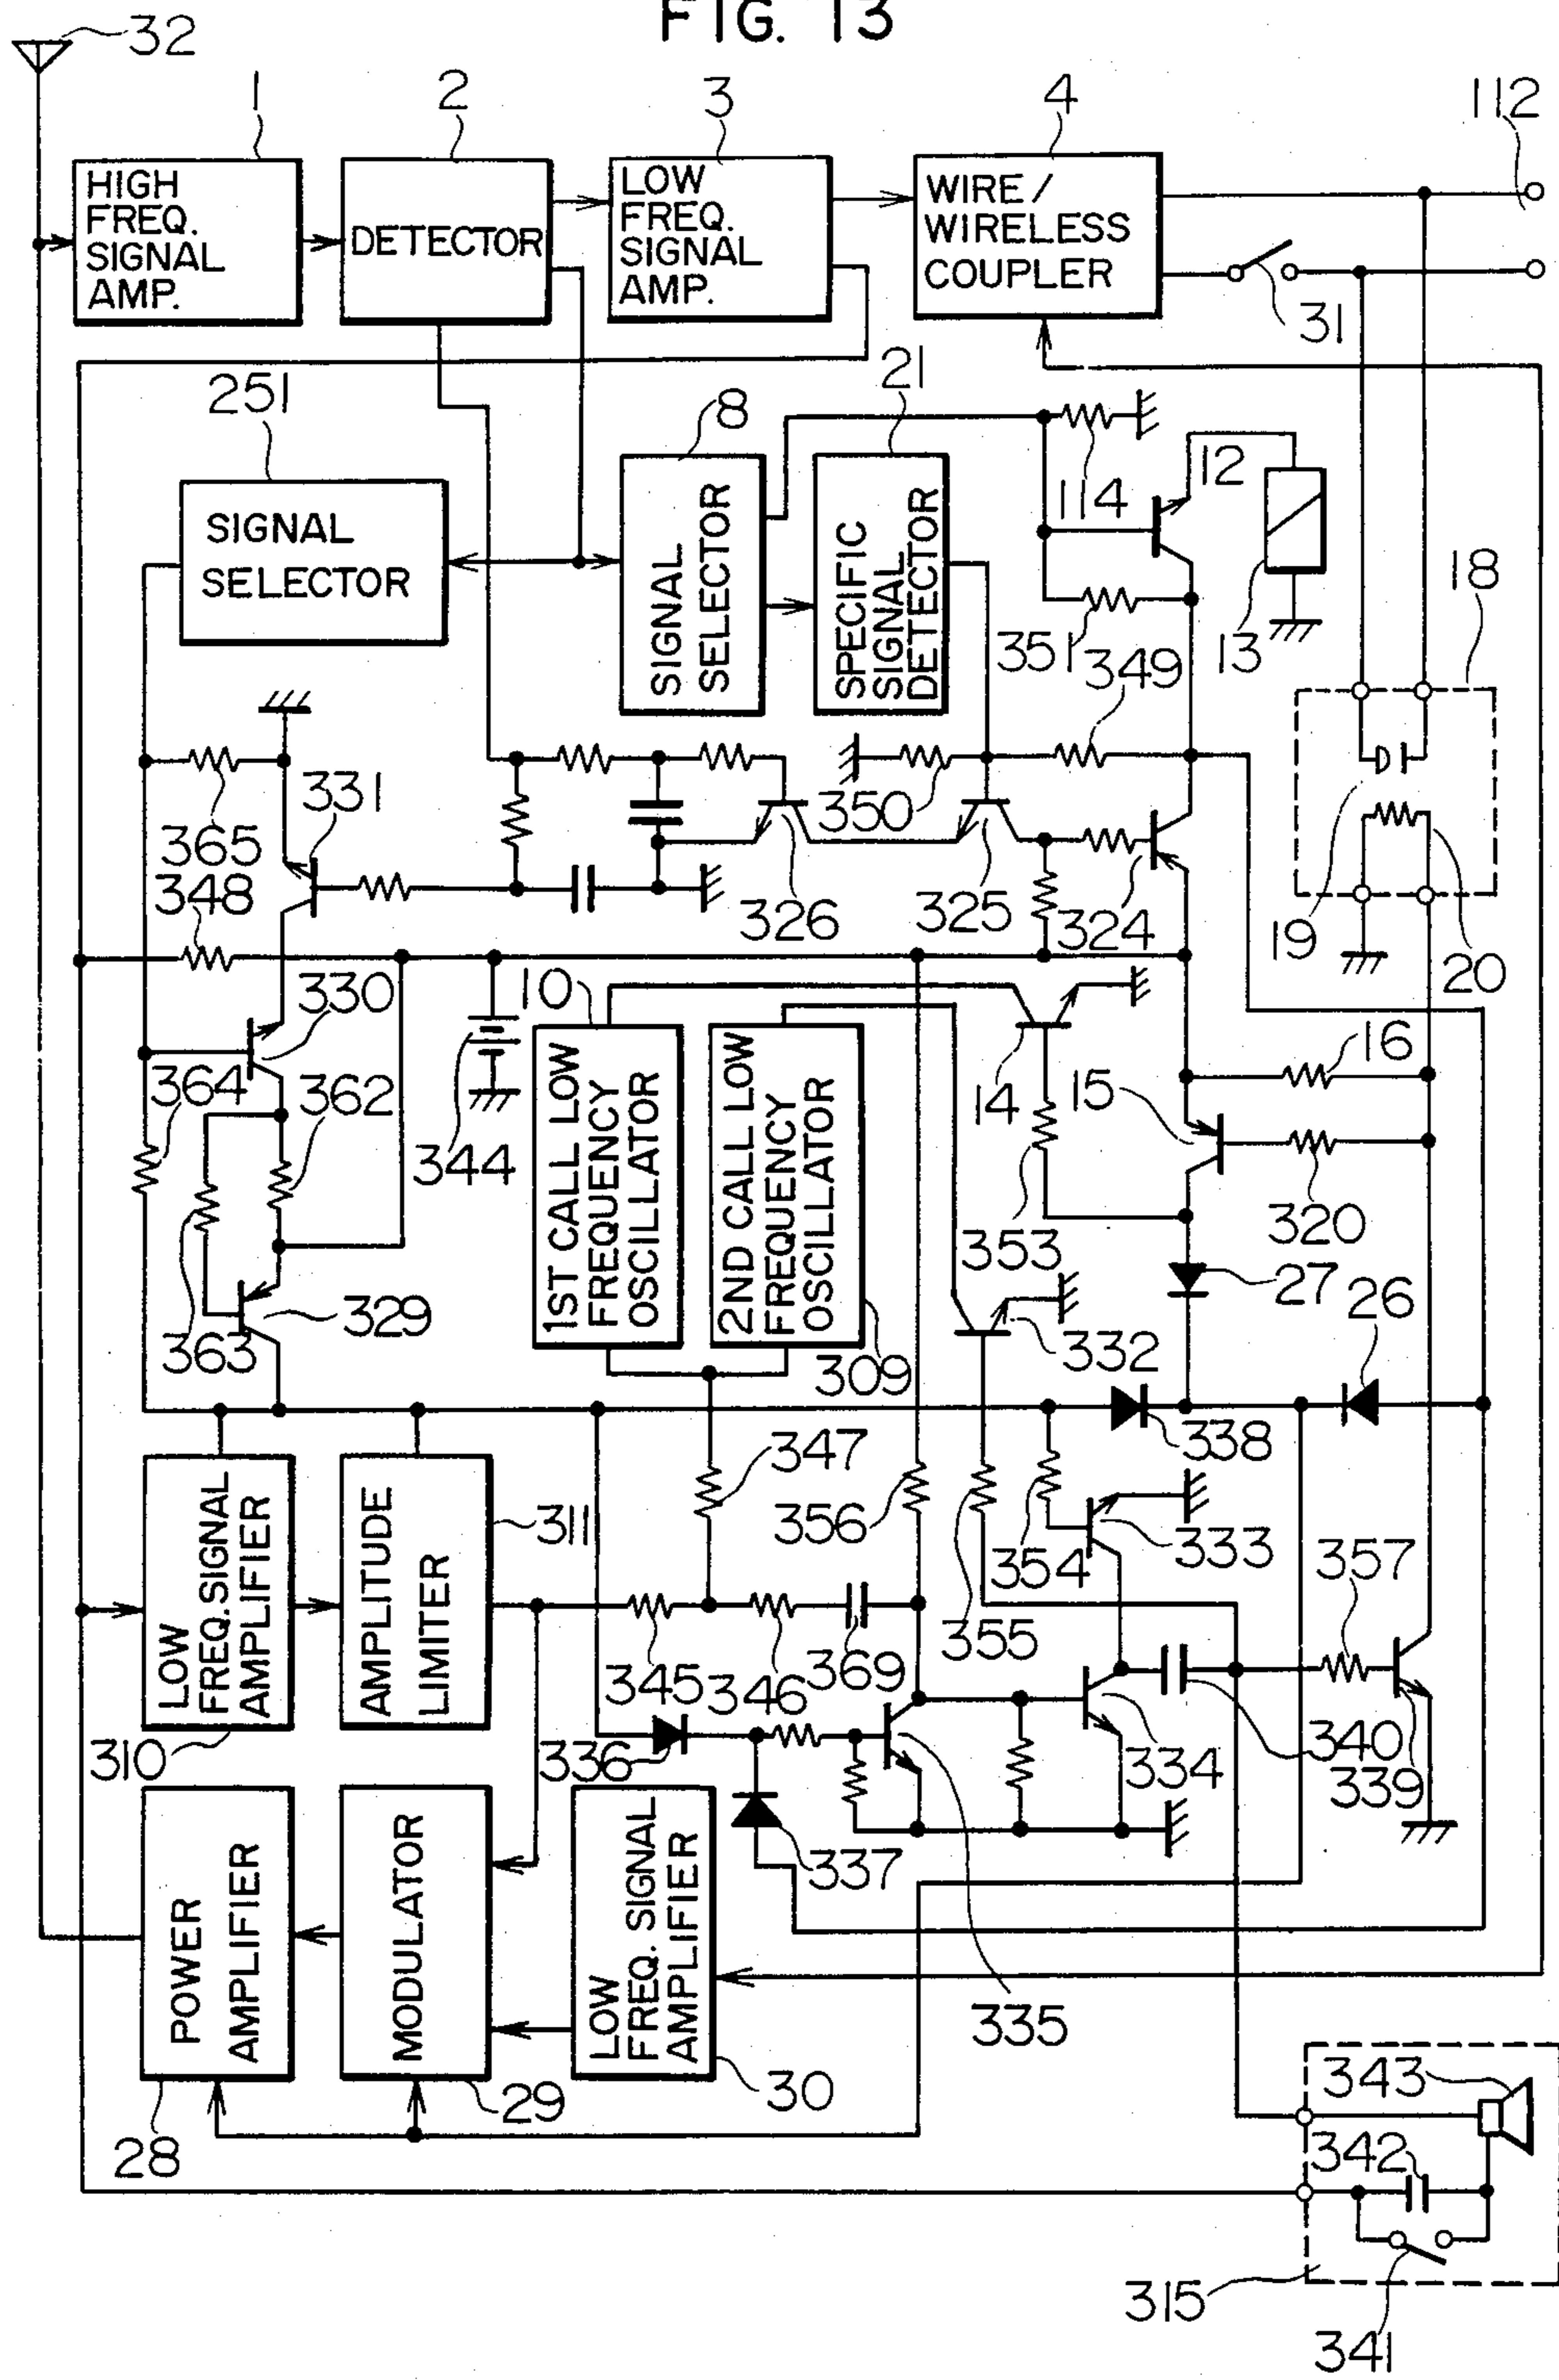 FIG. 13
32
1
2
3
4
112
HIGH
FREQ.
SIGNAL
AMP.
DETECTOR
LOW
FREQ.
SIGNAL
AMP.
WIRE/
WIRELESS
COUPLER
31
251
8
21
SIGNAL
SELECTOR
SIGNAL
SELECTOR
SPECIFIC
SIGNAL
DETECTOR
114
12
13
18
351
349
365
331
350
348
326
325
324
19
20
330
10
344
364
362
1ST CALL LOW
FREQUENCY
OSCILLATOR
2ND CALL LOW
FREQUENCY
OSCILLATOR
14
15
16
353
320
363
329
332
27
26
309
338
347
LOW
FREQ. SIGNAL
AMPLIFIER
AMPLITUDE
LIMITER
311
356
354
333
357
355
345
346
369
310
336
334
340
339
337
POWER
AMPLIFIER
MODULATOR
LOW
FREQ. SIGNAL
AMPLIFIER
335
28
29
30
343
342
315
341